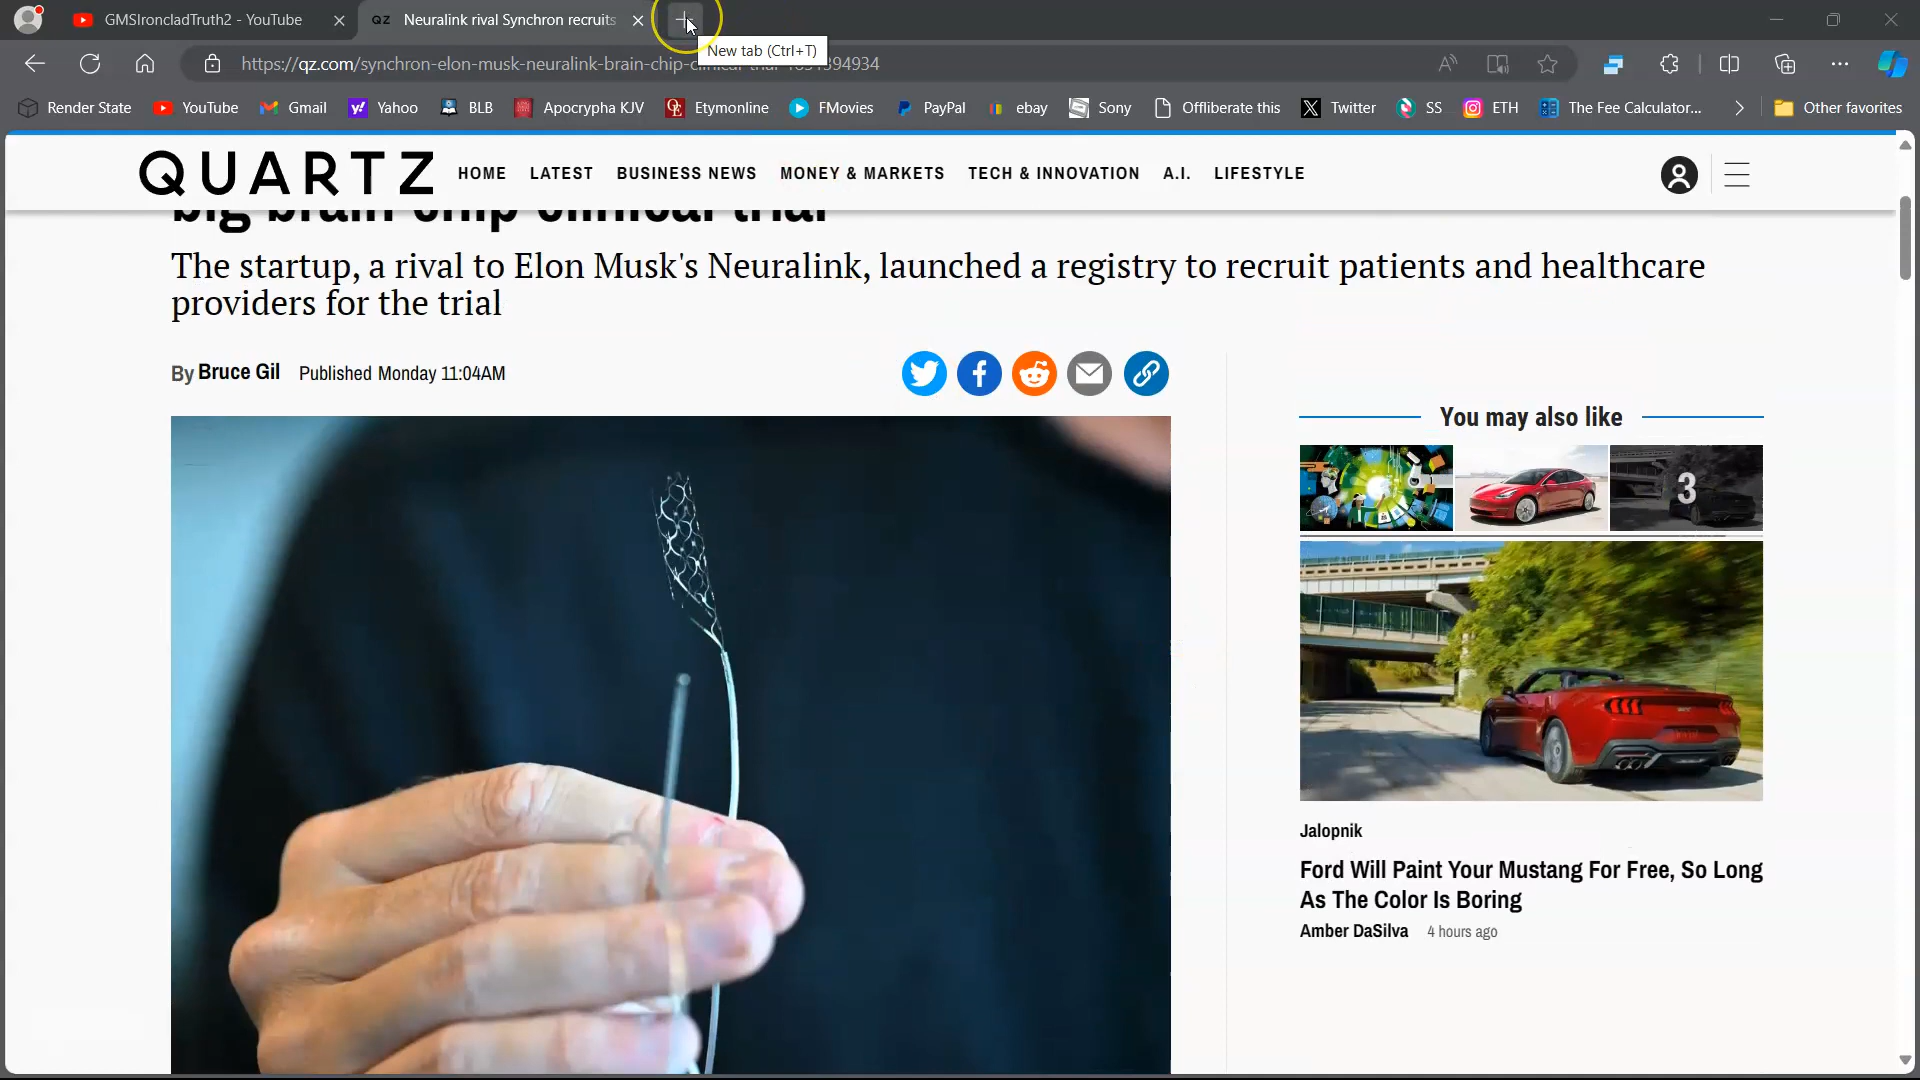 GMSIroncladTruth2 - YouTube
QZ Neuralink rival Synchron recruits
New tab (Ctrl+T)
https://qz.com/synchron-elon-musk-neuralink-brain-chip-clinical-trial-1851394934
Render State YouTube Gmail Yahoo BLB Apocrypha KJV Etymonline FMovies PayPal ebay Sony Offliberate this Twitter SS ETH The Fee Calculator... Other favorites
QUARTZ HOME LATEST BUSINESS NEWS MONEY & MARKETS TECH & INNOVATION A.I. LIFESTYLE
big brain chip clinical trial
The startup, a rival to Elon Musk's Neuralink, launched a registry to recruit patients and healthcare
providers for the trial
By Bruce Gil Published Monday 11:04AM
You may also like
3
Jalopnik
Ford Will Paint Your Mustang For Free, So Long
As The Color Is Boring
Amber DaSilva 4 hours ago